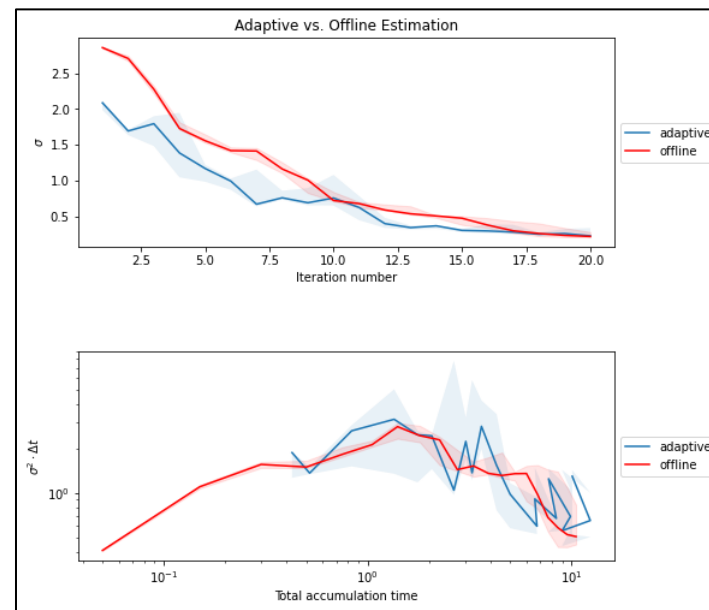 Adaptive vs. Offline Estimation
2.5
2.0
1.5
1.0
0.5
σ
2.5 5.0 7.5 10.0 12.5 15.0 17.5 20.0
Iteration number
adaptive
offline
10⁰
σ² · Δt
10⁻¹ 10⁰ 10¹
Total accumulation time
adaptive
offline